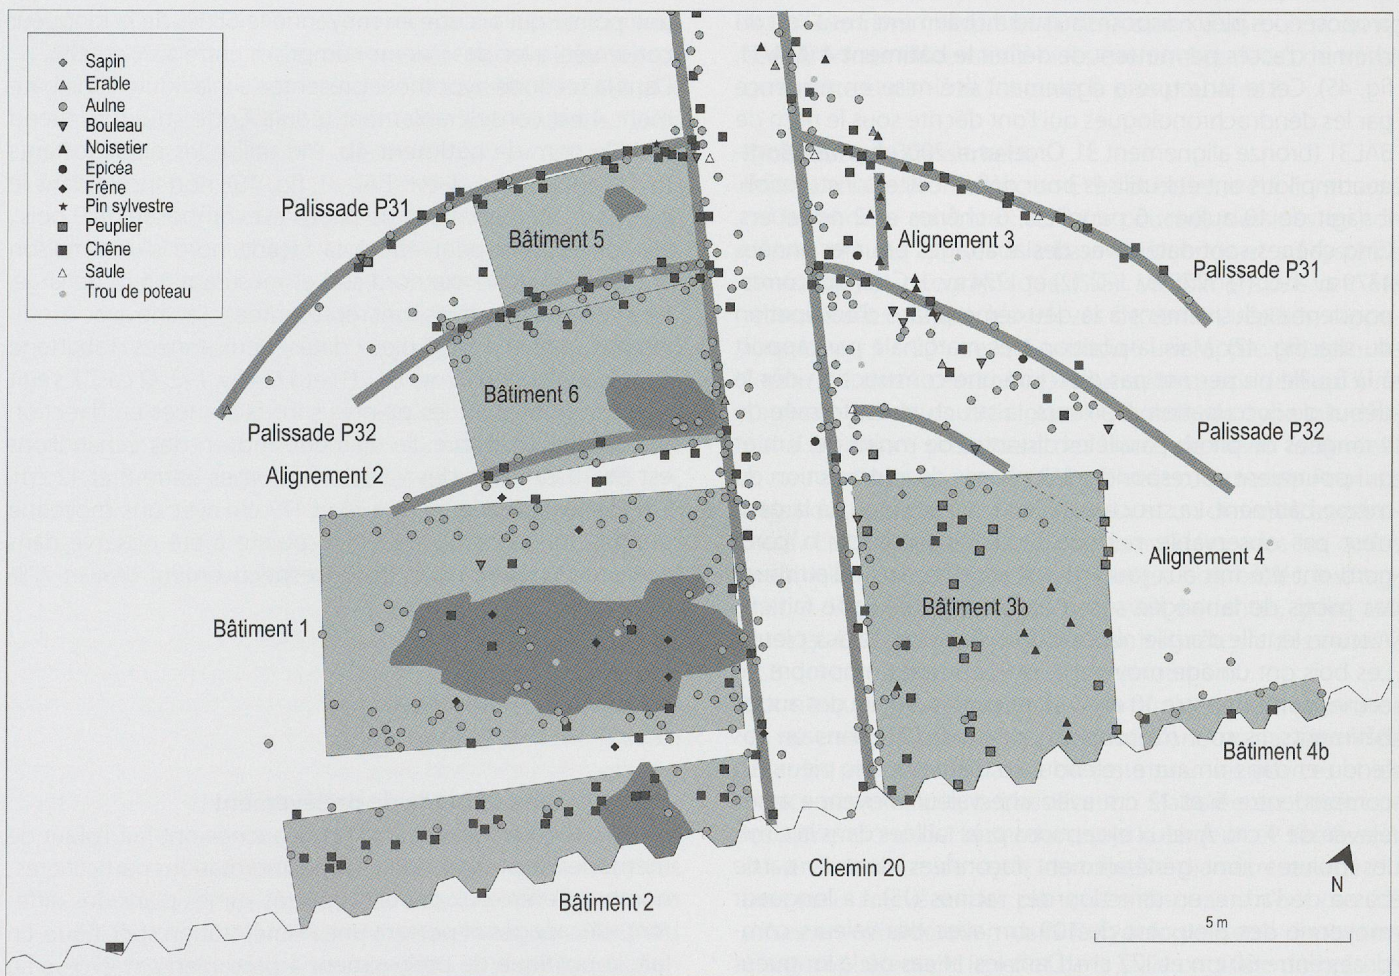 Sapin
Erable
Aulne
Bouleau
Noisetier
Epicéa
Frêne
Pin sylvestre
Peuplier
Chêne
Saule
Trou de poteau
Palissade P31
Bâtiment 5
Alignement 3
Palissade P31
Bâtiment 6
Palissade P32
Palissade P32
Alignement 2
Alignement 4
Bâtiment 3b
Bâtiment 1
Bâtiment 4b
Chemin 20
Bâtiment 2
N
5 m